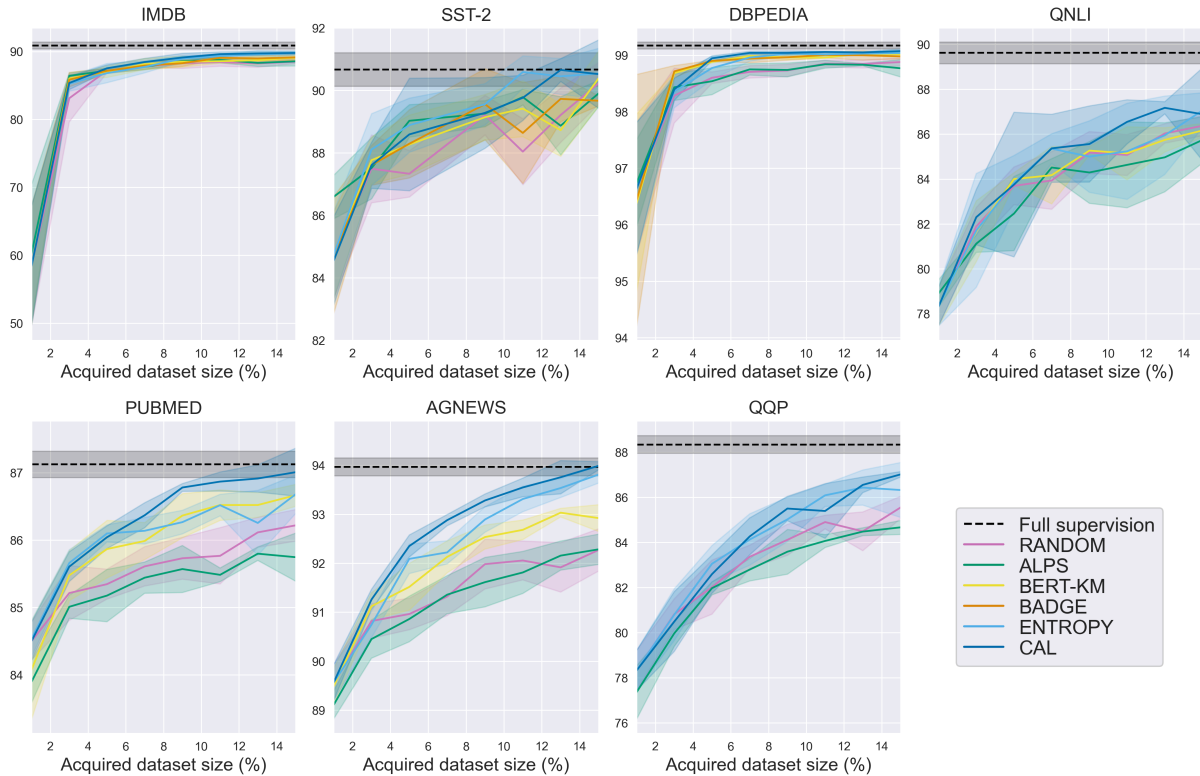 IMDB
SST-2
DBPEDIA
QNLI
90
80
70
60
50
92
90
88
86
84
82
99
98
97
96
95
94
90
88
86
84
82
80
78
2 4 6 8 10 12 14
2 4 6 8 10 12 14
2 4 6 8 10 12 14
2 4 6 8 10 12 14
Acquired dataset size (%)
Acquired dataset size (%)
Acquired dataset size (%)
Acquired dataset size (%)
PUBMED
AGNEWS
QQP
87
86
85
84
94
93
92
91
90
89
88
86
84
82
80
78
76
2 4 6 8 10 12 14
2 4 6 8 10 12 14
2 4 6 8 10 12 14
Acquired dataset size (%)
Acquired dataset size (%)
Acquired dataset size (%)
Full supervision
RANDOM
ALPS
BERT-KM
BADGE
ENTROPY
CAL